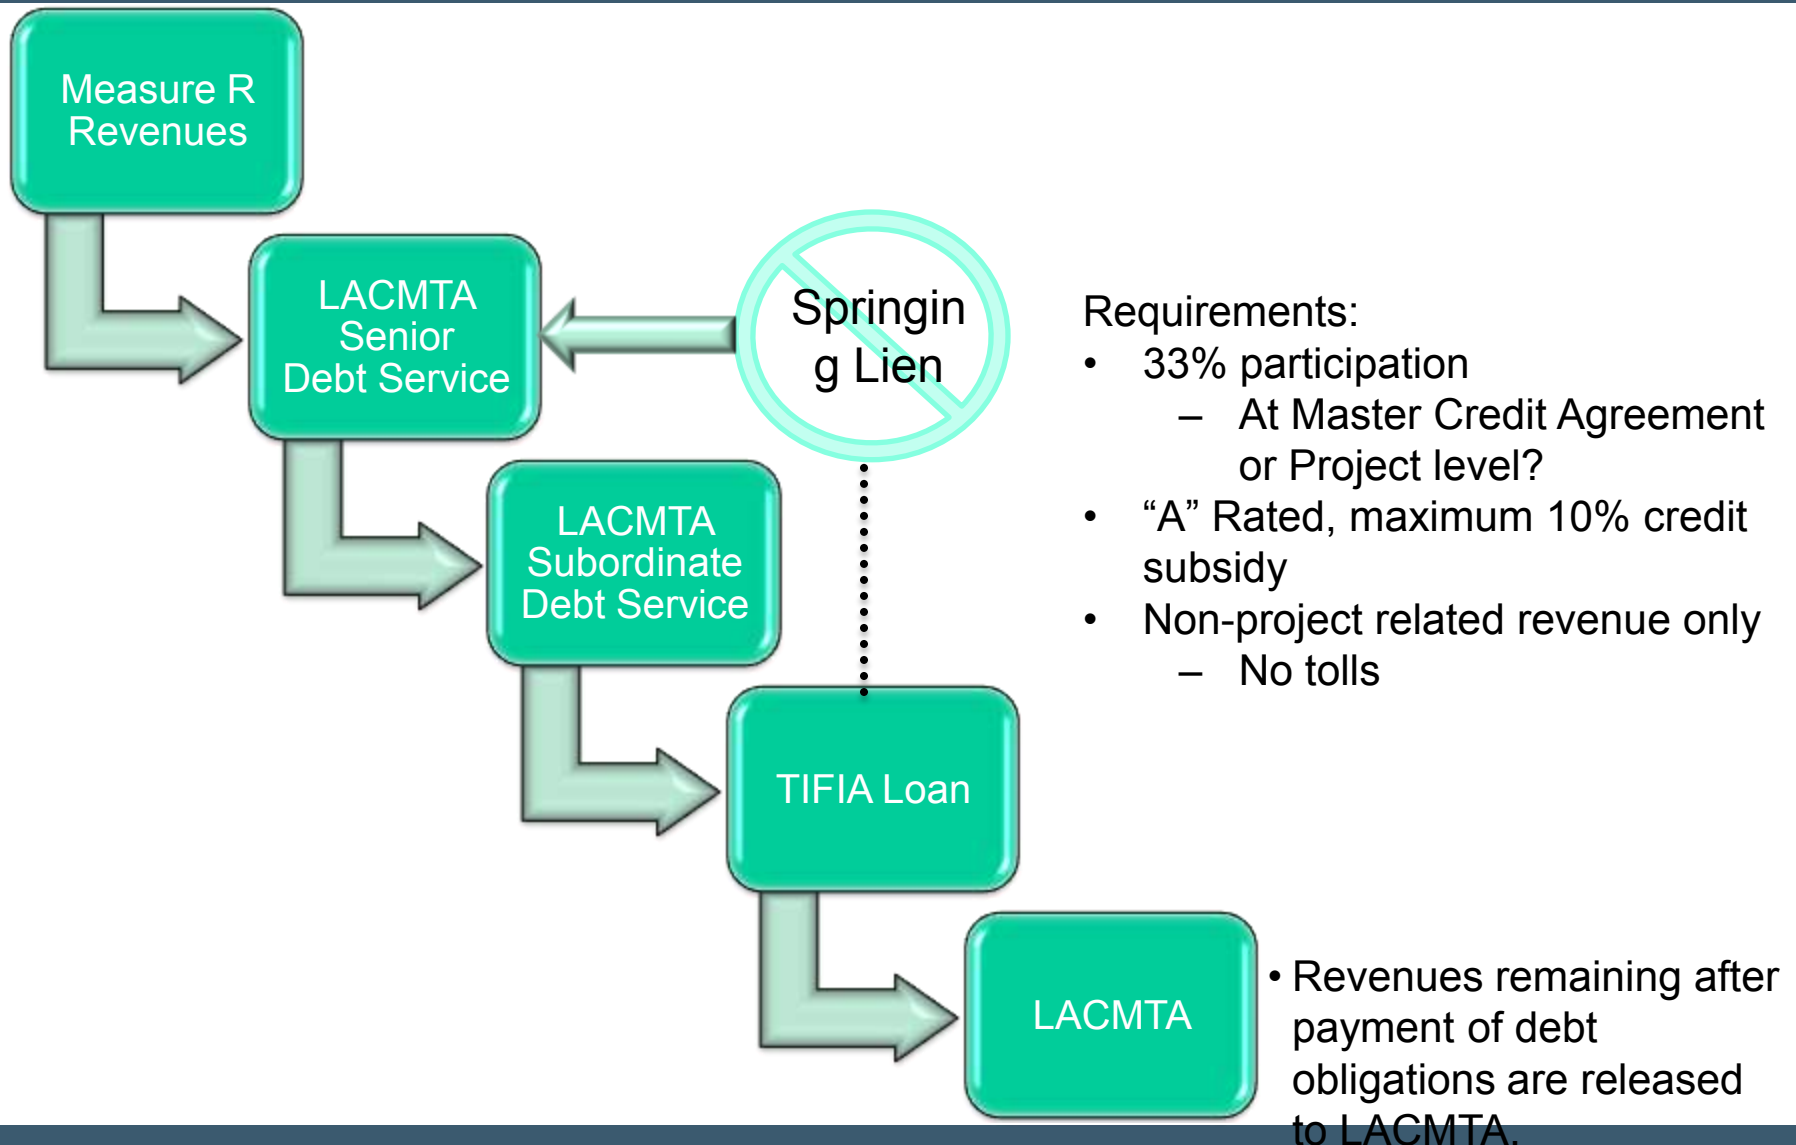 Measure R
Revenues
LACMTA
Senior
Debt Service
Springin
g Lien
LACMTA
Subordinate
Debt Service
TIFIA Loan
LACMTA
Requirements:
• 33% participation
– At Master Credit Agreement
or Project level?
• “A” Rated, maximum 10% credit
subsidy
• Non-project related revenue only
– No tolls
• Revenues remaining after
payment of debt
obligations are released
to LACMTA.